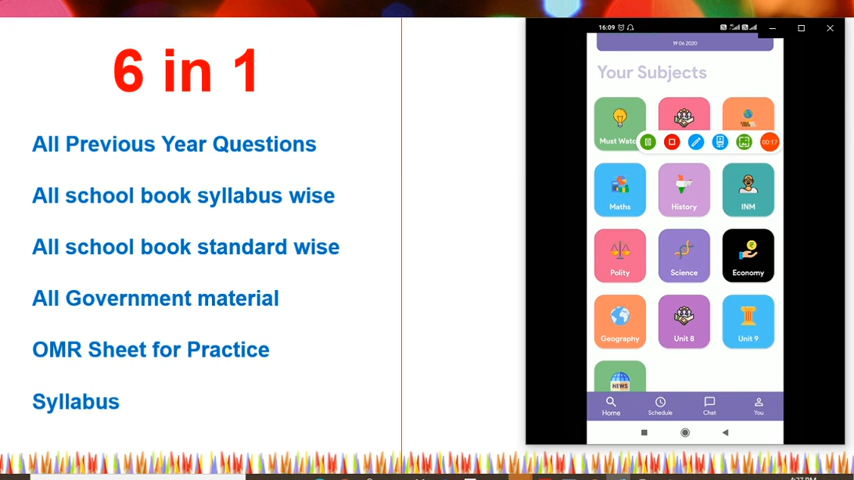 6 in 1
All Previous Year Questions
All school book syllabus wise
All school book standard wise
All Government material
OMR Sheet for Practice
Syllabus
16:09
19 06 2020
Your Subjects
Must Watch
00:17
Maths
History
INM
Polity
Science
Economy
Geography
Unit 8
Unit 9
NEWS
Home
Schedule
Chat
You